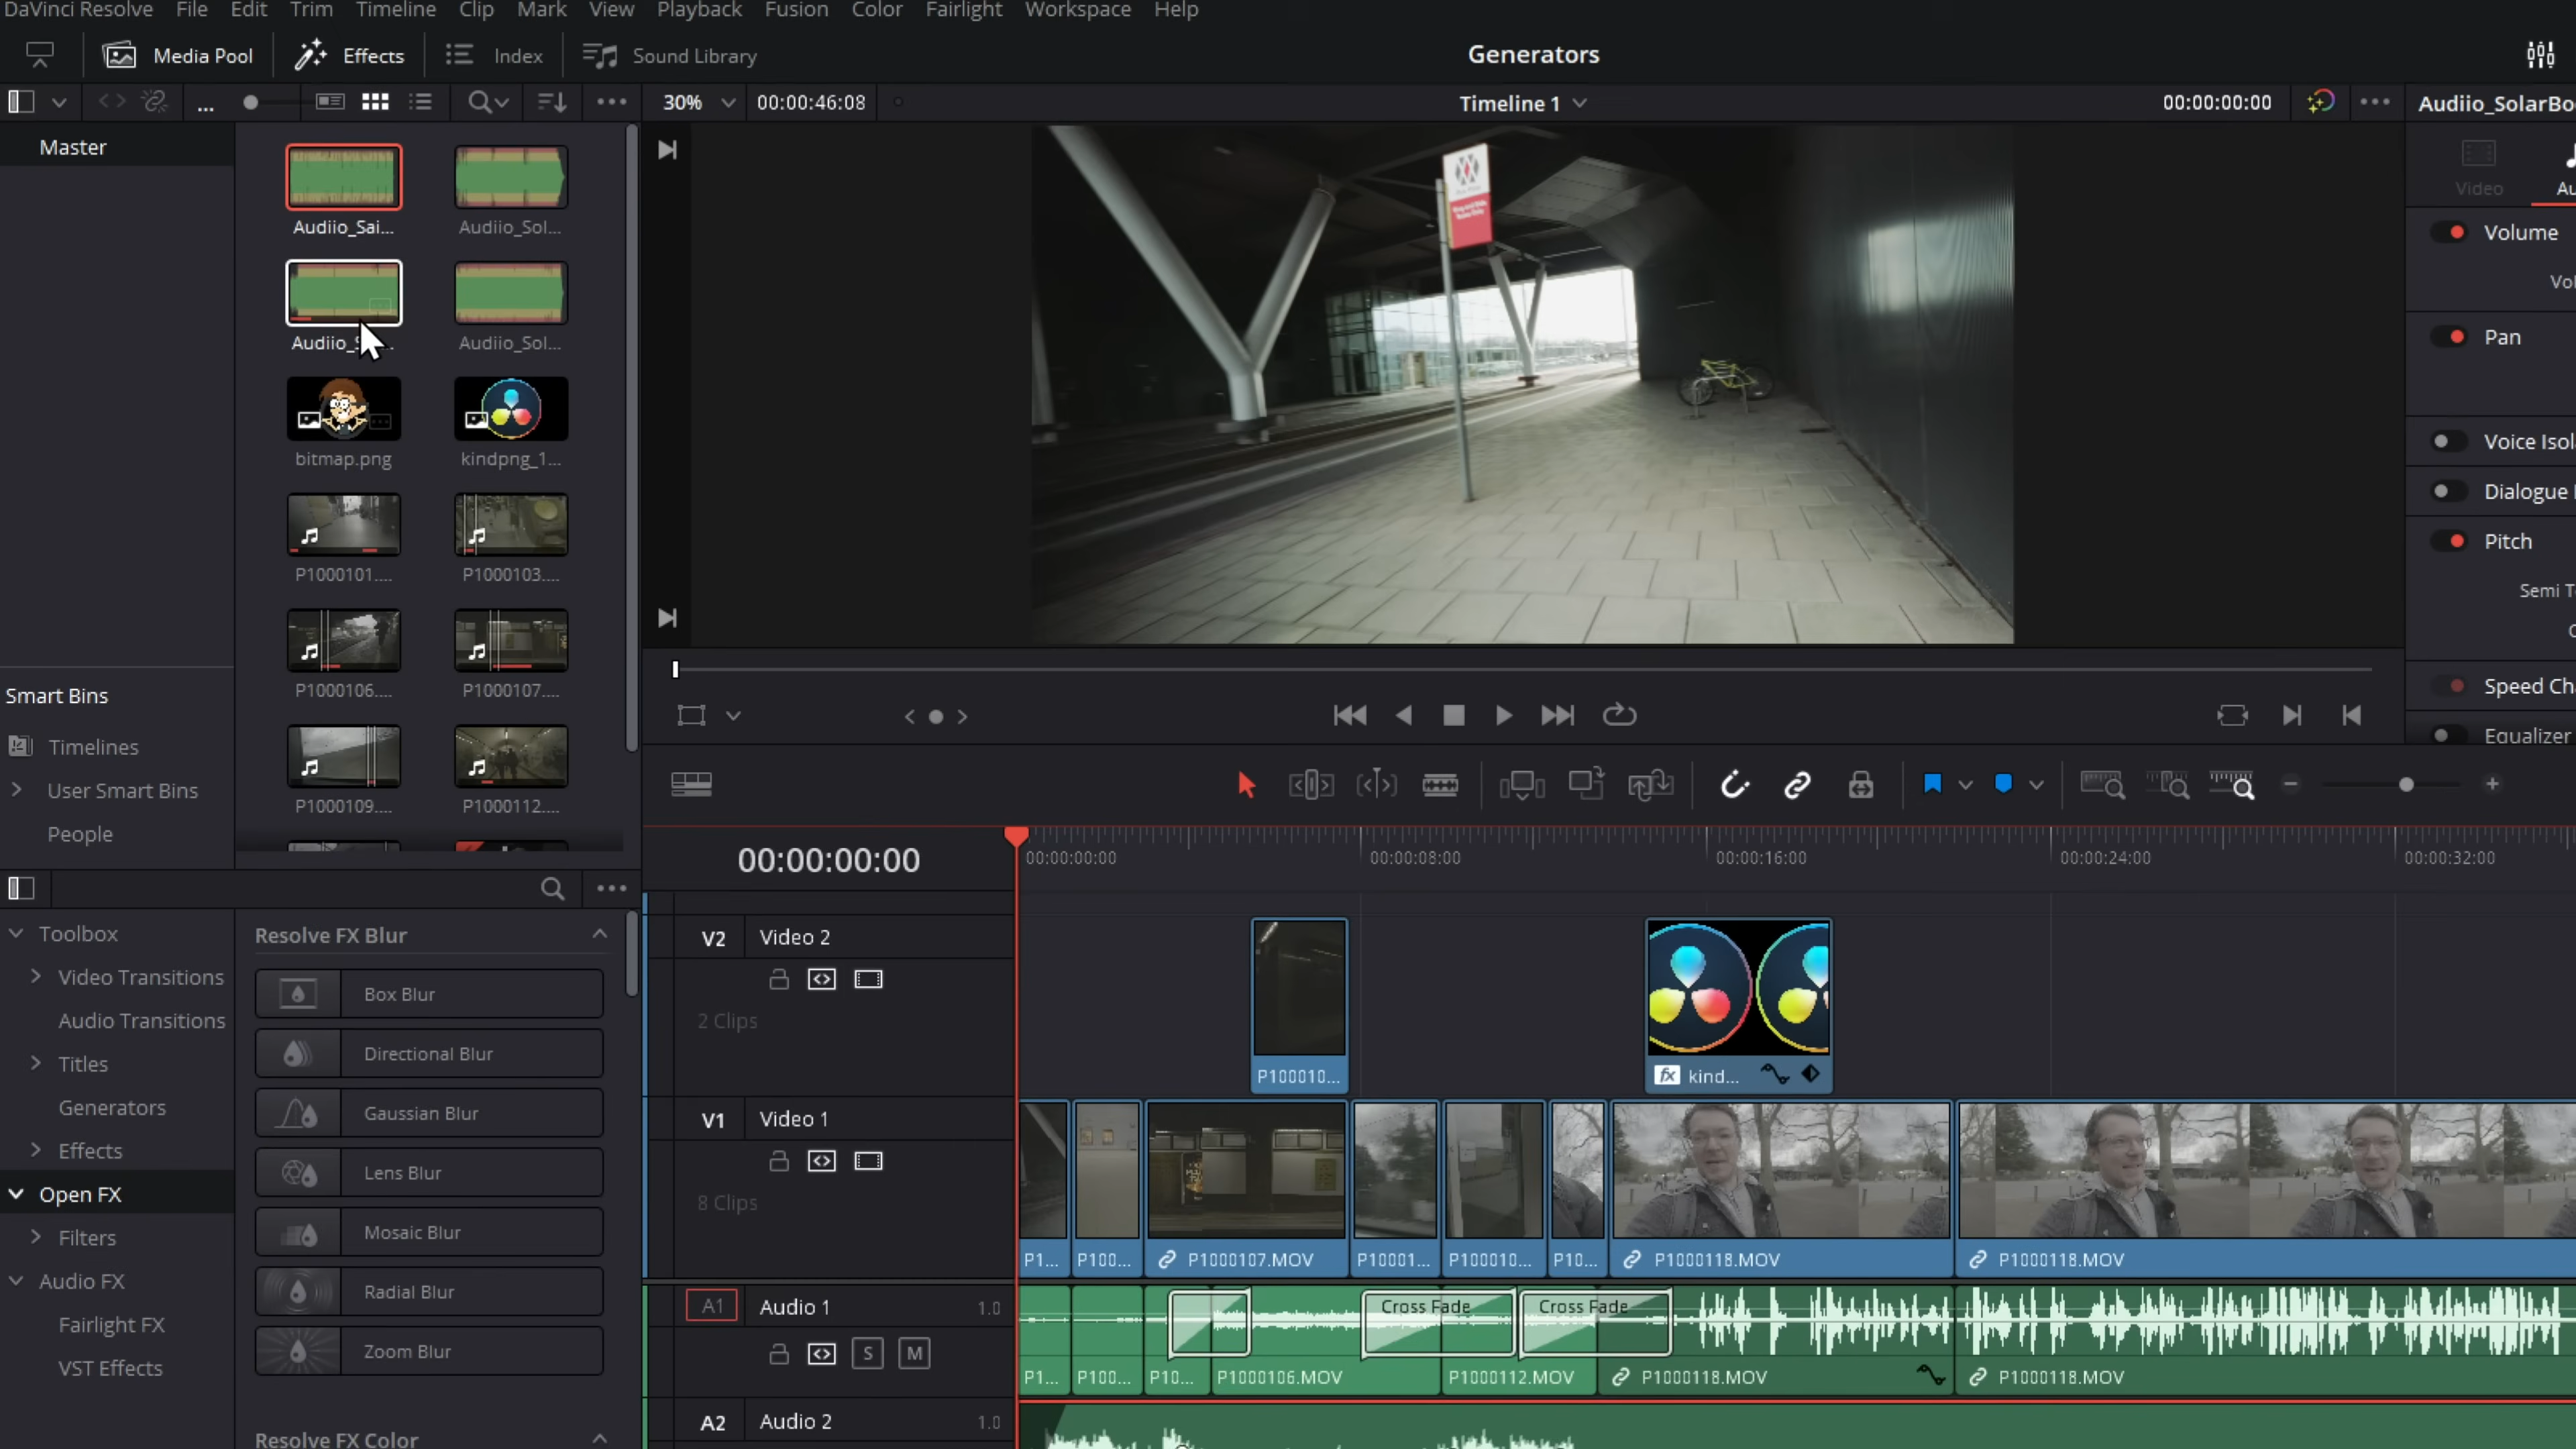 DaVinci Resolve File Edit Trim Timeline Clip Mark View Playback Fusion Color Fairlight Workspace Help
Media Pool Effects Index Sound Library Generators
... 30% 00:00:46:08 Timeline 1 00:00:00:00 Audiio_SolarBo
Master
Audiio_Sai... Audiio_Sol...
Audiio_Sol...
bitmap.png kindpng_1...
P1000101.... P1000103....
P1000106.... P1000107....
P1000109.... P1000112....
Smart Bins
Timelines
User Smart Bins
People
Video Au
Volume
Vol
Pan
Voice Isol
Dialogue
Pitch
Semi T
Speed Ch
Equalizer
00:00:00:00
00:00:00:00 00:00:08:00 00:00:16:00 00:00:24:00 00:00:32:00
Toolbox
Video Transitions
Audio Transitions
Titles
Generators
Effects
Open FX
Filters
Audio FX
Fairlight FX
VST Effects
Resolve FX Blur
Box Blur
Directional Blur
Gaussian Blur
Lens Blur
Mosaic Blur
Radial Blur
Zoom Blur
Resolve FX Color
V2 Video 2
2 Clips
P100010... fx kind...
V1 Video 1
8 Clips
P1... P100... P1000107.MOV P10001... P100010... P10... P1000118.MOV P1000118.MOV
A1 Audio 1 1.0
Cross Fade Cross Fade
S M
P1... P100... P10... P1000106.MOV P1000112.MOV P1000118.MOV P1000118.MOV
A2 Audio 2 1.0